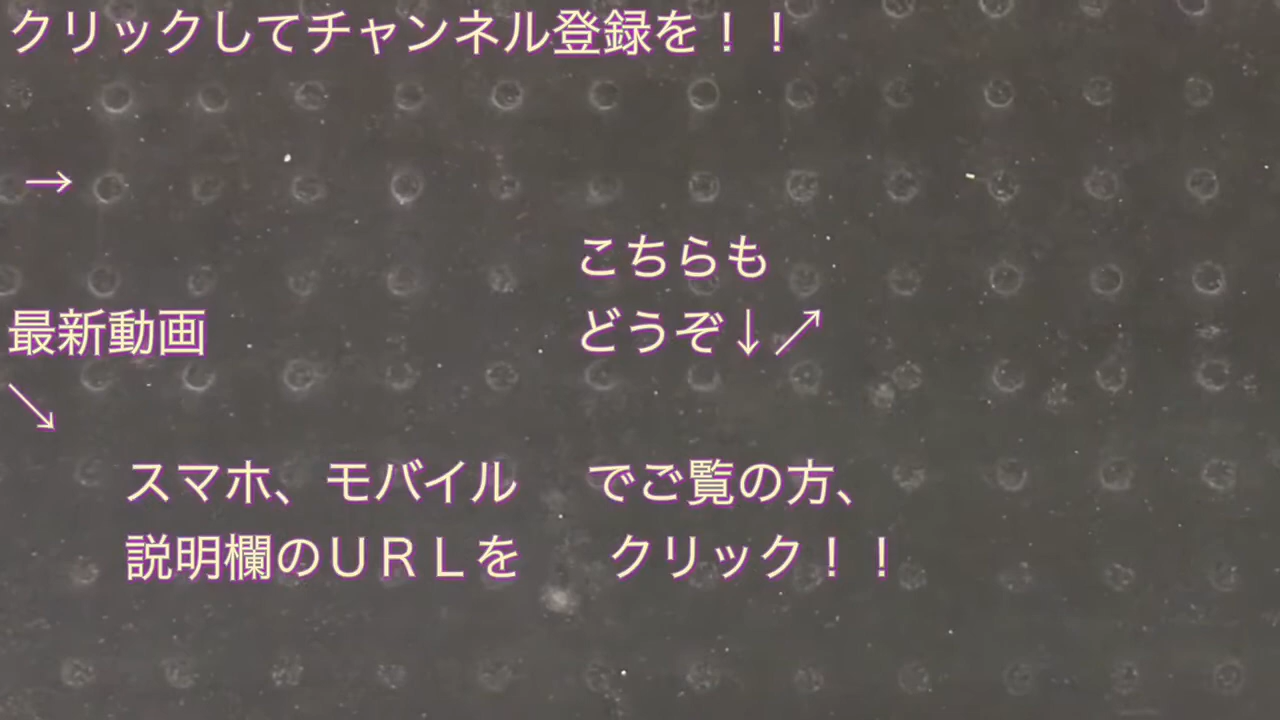 クリックしてチャンネル登録を！！
→
こちらも
どうぞ↓↗
最新動画
↘
スマホ、モバイル　でご覧の方、
説明欄のＵＲＬを　クリック！！